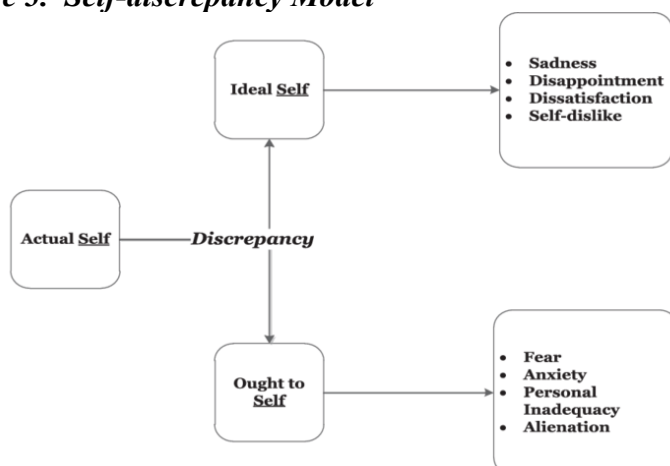 3. Self-discrepancy Model
Ideal Self
• Sadness
• Disappointment
• Dissatisfaction
• Self-dislike
Actual Self
Discrepancy
Ought to
Self
• Fear
• Anxiety
• Personal
Inadequacy
• Alienation